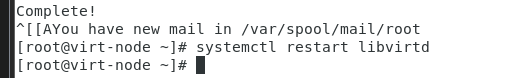 Complete!
^[[AYou have new mail in /var/spool/mail/root
[root@virt-node ~]# systemctl restart libvirtd
[root@virt-node ~]#